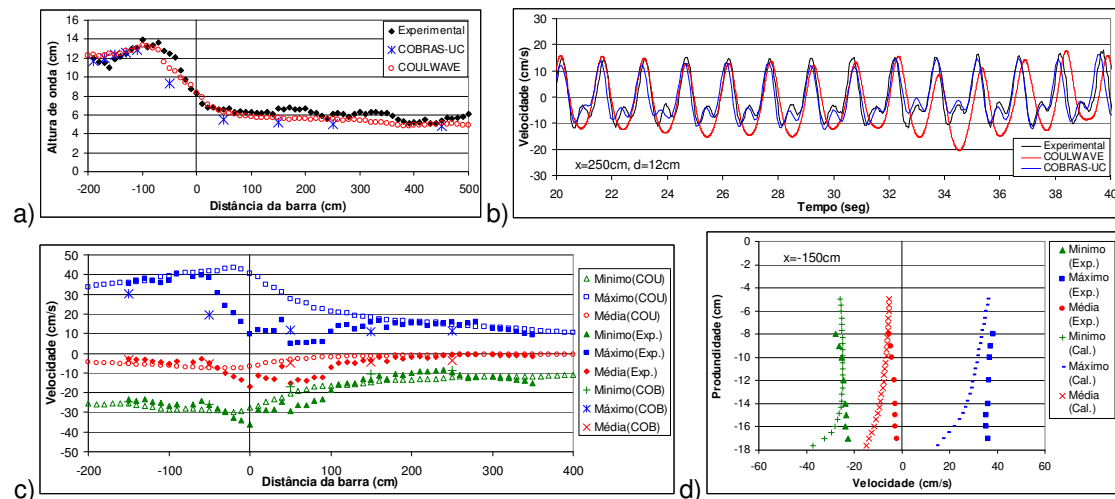 Altura de onda (cm)
16
14
12
10
8
6
4
2
0
-200 -100 0 100 200 300 400 500
Distância da barra (cm)
Experimental
COBRAS-UC
COULWAVE
a)
Velocidade (cm/s)
30
20
10
0
-10
-20
-30
x=250cm, d=12cm
20 22 24 26 28 30 32 34 36 38 40
Tempo (seg)
Experimental
COULWAVE
COBRAS-UC
b)
Velocidade (cm/s)
50
40
30
20
10
0
-10
-20
-30
-40
-50
-200 -150 -100 -50 0 50 100 150 200 250 300 350 400
Distância da barra (cm)
Minimo(COU)
Máximo(COU)
Média(COU)
Minimo(Exp.)
Máximo(Exp.)
Média(Exp.)
Minimo(COB)
Máximo(COB)
Média(COB)
c)
Produndidade (cm)
0
-2
-4
-6
-8
-10
-12
-14
-16
-18
x=-150cm
-60 -40 -20 0 20 40 60
Velocidade (cm/s)
Minimo
(Exp.)
Máximo
(Exp.)
Média
(Exp.)
Minimo
(Cal.)
Máximo
(Cal.)
Média
(Cal.)
d)